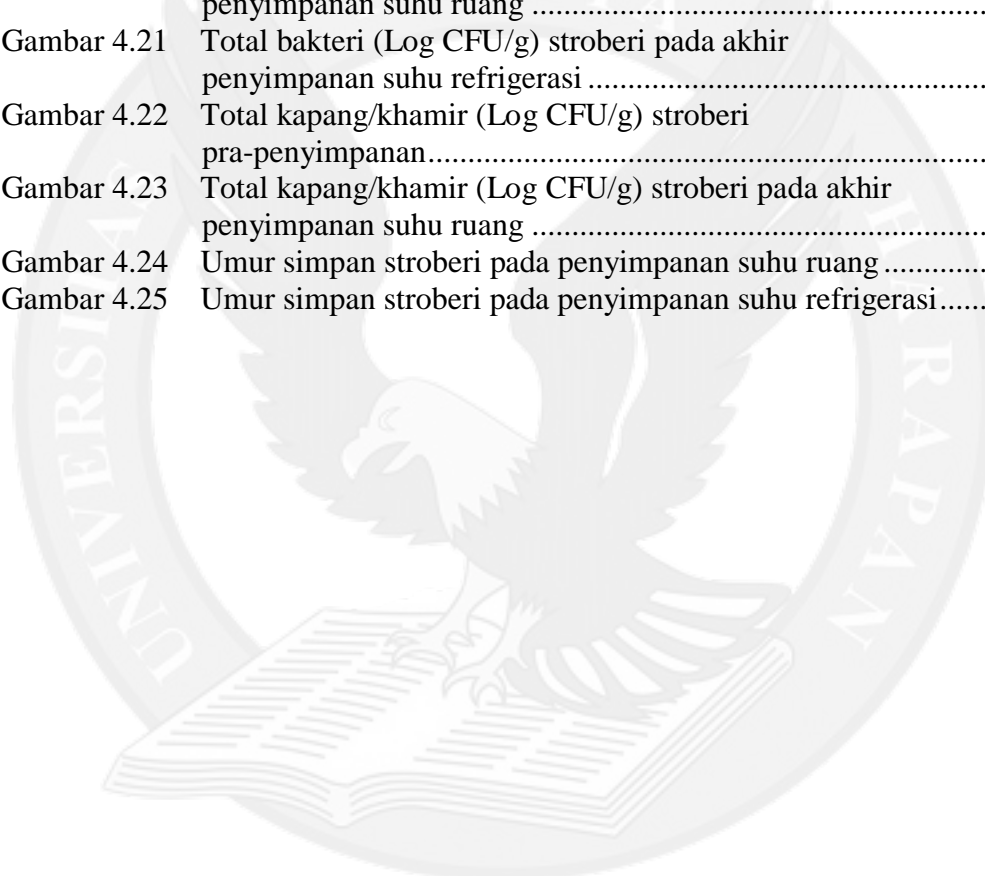 penyimpanan suhu ruang ......................................................................
Gambar 4.21 Total bakteri (Log CFU/g) stroberi pada akhir
penyimpanan suhu refrigerasi ...............................................................
Gambar 4.22 Total kapang/khamir (Log CFU/g) stroberi
pra-penyimpanan...................................................................................
Gambar 4.23 Total kapang/khamir (Log CFU/g) stroberi pada akhir
penyimpanan suhu ruang ......................................................................
Gambar 4.24 Umur simpan stroberi pada penyimpanan suhu ruang .............
Gambar 4.25 Umur simpan stroberi pada penyimpanan suhu refrigerasi......
UNIVERSITAS
HARAPAN